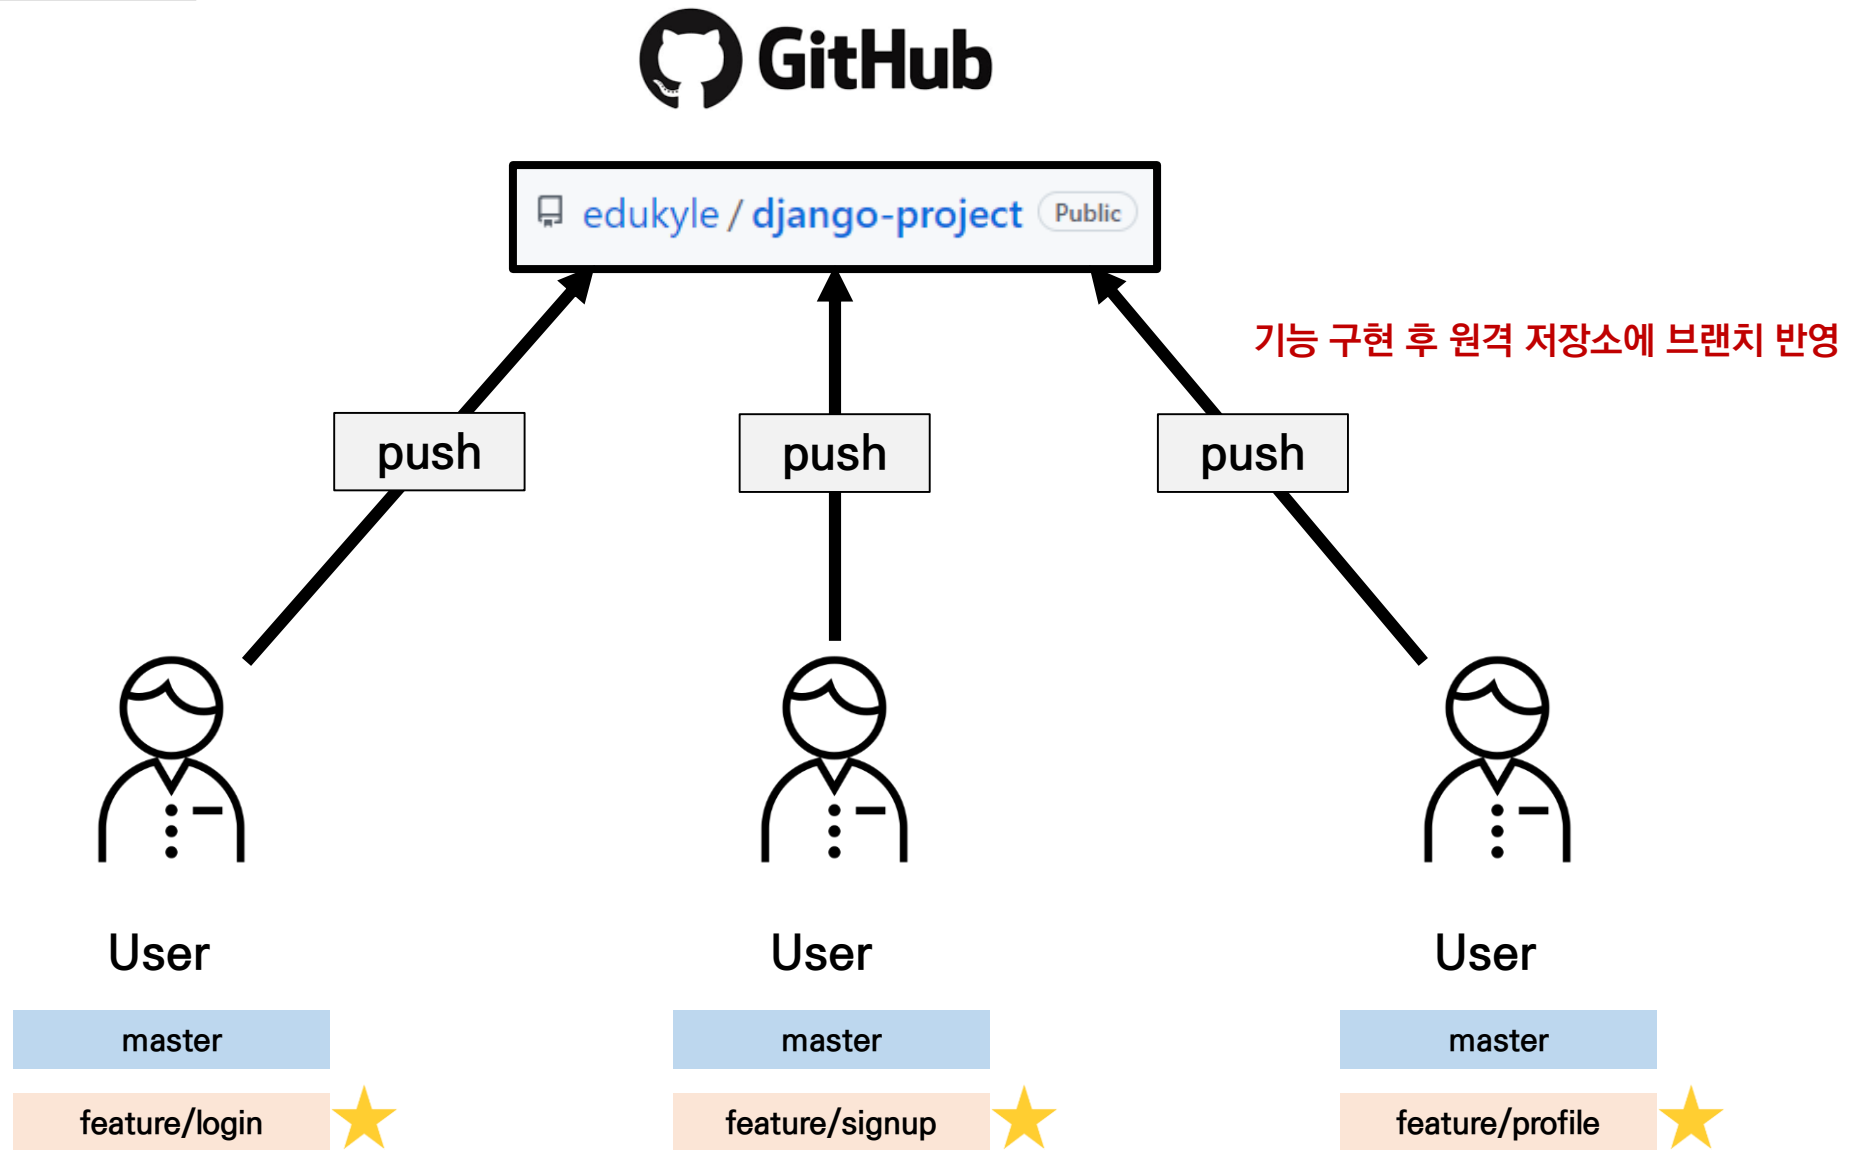 GitHub
edukyle / django-project Public
기능 구현 후 원격 저장소에 브랜치 반영
push push push
User User User
master master master
feature/login feature/signup feature/profile